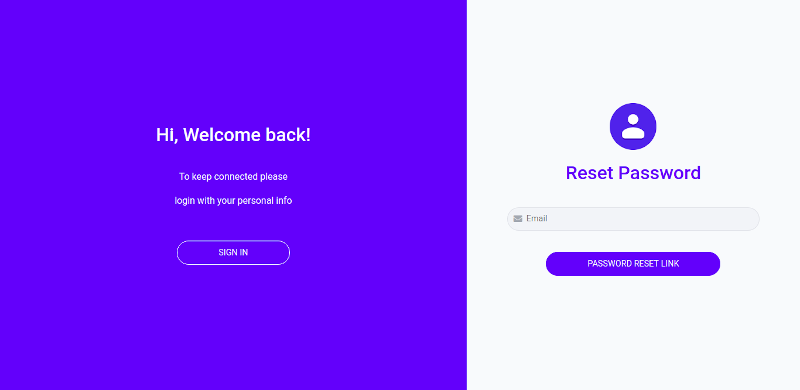 Hi, Welcome back!
To keep connected please
login with your personal info
SIGN IN
Reset Password
Email
PASSWORD RESET LINK